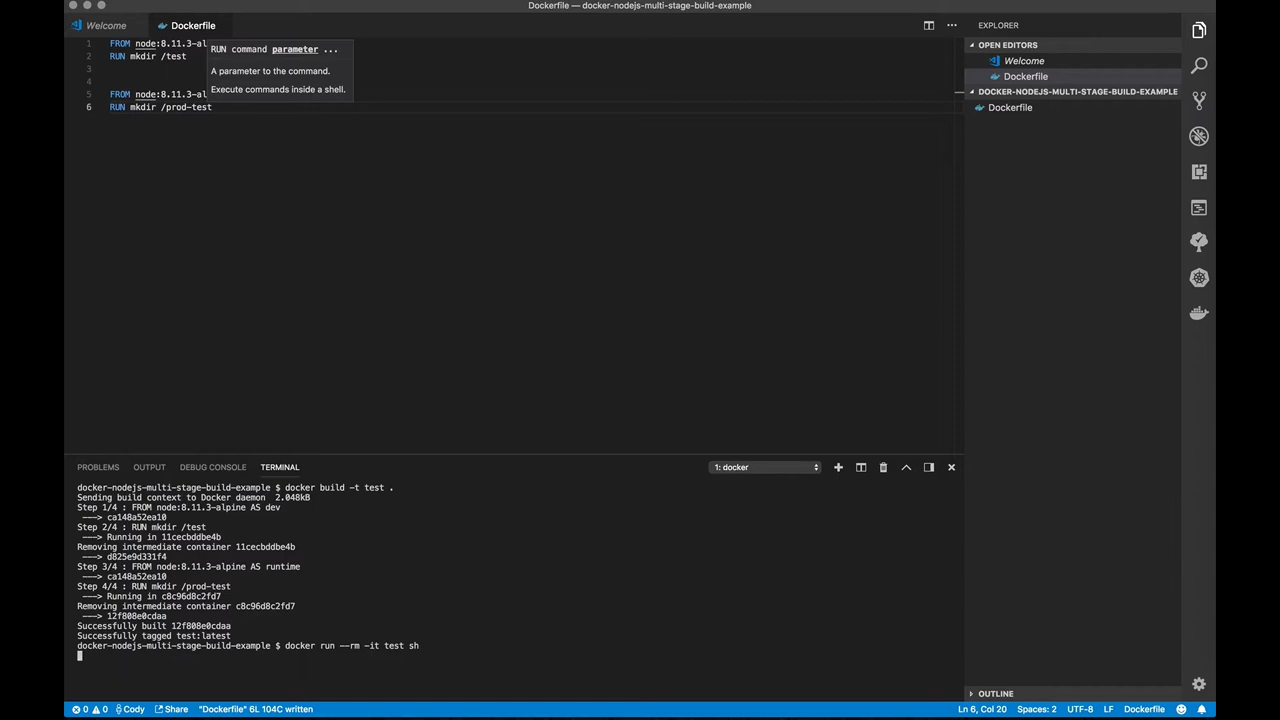 Dockerfile — docker-nodejs-multi-stage-build-example
Welcome
Dockerfile
EXPLORER
1 FROM node:8.11.3-al
2 RUN mkdir /test
3
4
5 FROM node:8.11.3-al
6 RUN mkdir /prod-test
RUN command parameter ...
A parameter to the command.
Execute commands inside a shell.
OPEN EDITORS
Welcome
Dockerfile
DOCKER-NODEJS-MULTI-STAGE-BUILD-EXAMPLE
Dockerfile
PROBLEMS OUTPUT DEBUG CONSOLE TERMINAL
1: docker
docker-nodejs-multi-stage-build-example $ docker build -t test .
Sending build context to Docker daemon 2.048kB
Step 1/4 : FROM node:8.11.3-alpine AS dev
---> ca148a52ea10
Step 2/4 : RUN mkdir /test
---> Running in 11cecbddbe4b
Removing intermediate container 11cecbddbe4b
---> d825e9d331f4
Step 3/4 : FROM node:8.11.3-alpine AS runtime
---> ca148a52ea10
Step 4/4 : RUN mkdir /prod-test
---> Running in c8c96d8c2fd7
Removing intermediate container c8c96d8c2fd7
---> 12f808e0cdaa
Successfully built 12f808e0cdaa
Successfully tagged test:latest
docker-nodejs-multi-stage-build-example $ docker run --rm -it test sh
OUTLINE
0 0 Cody Share "Dockerfile" 6L 104C written
Ln 6, Col 20 Spaces: 2 UTF-8 LF Dockerfile